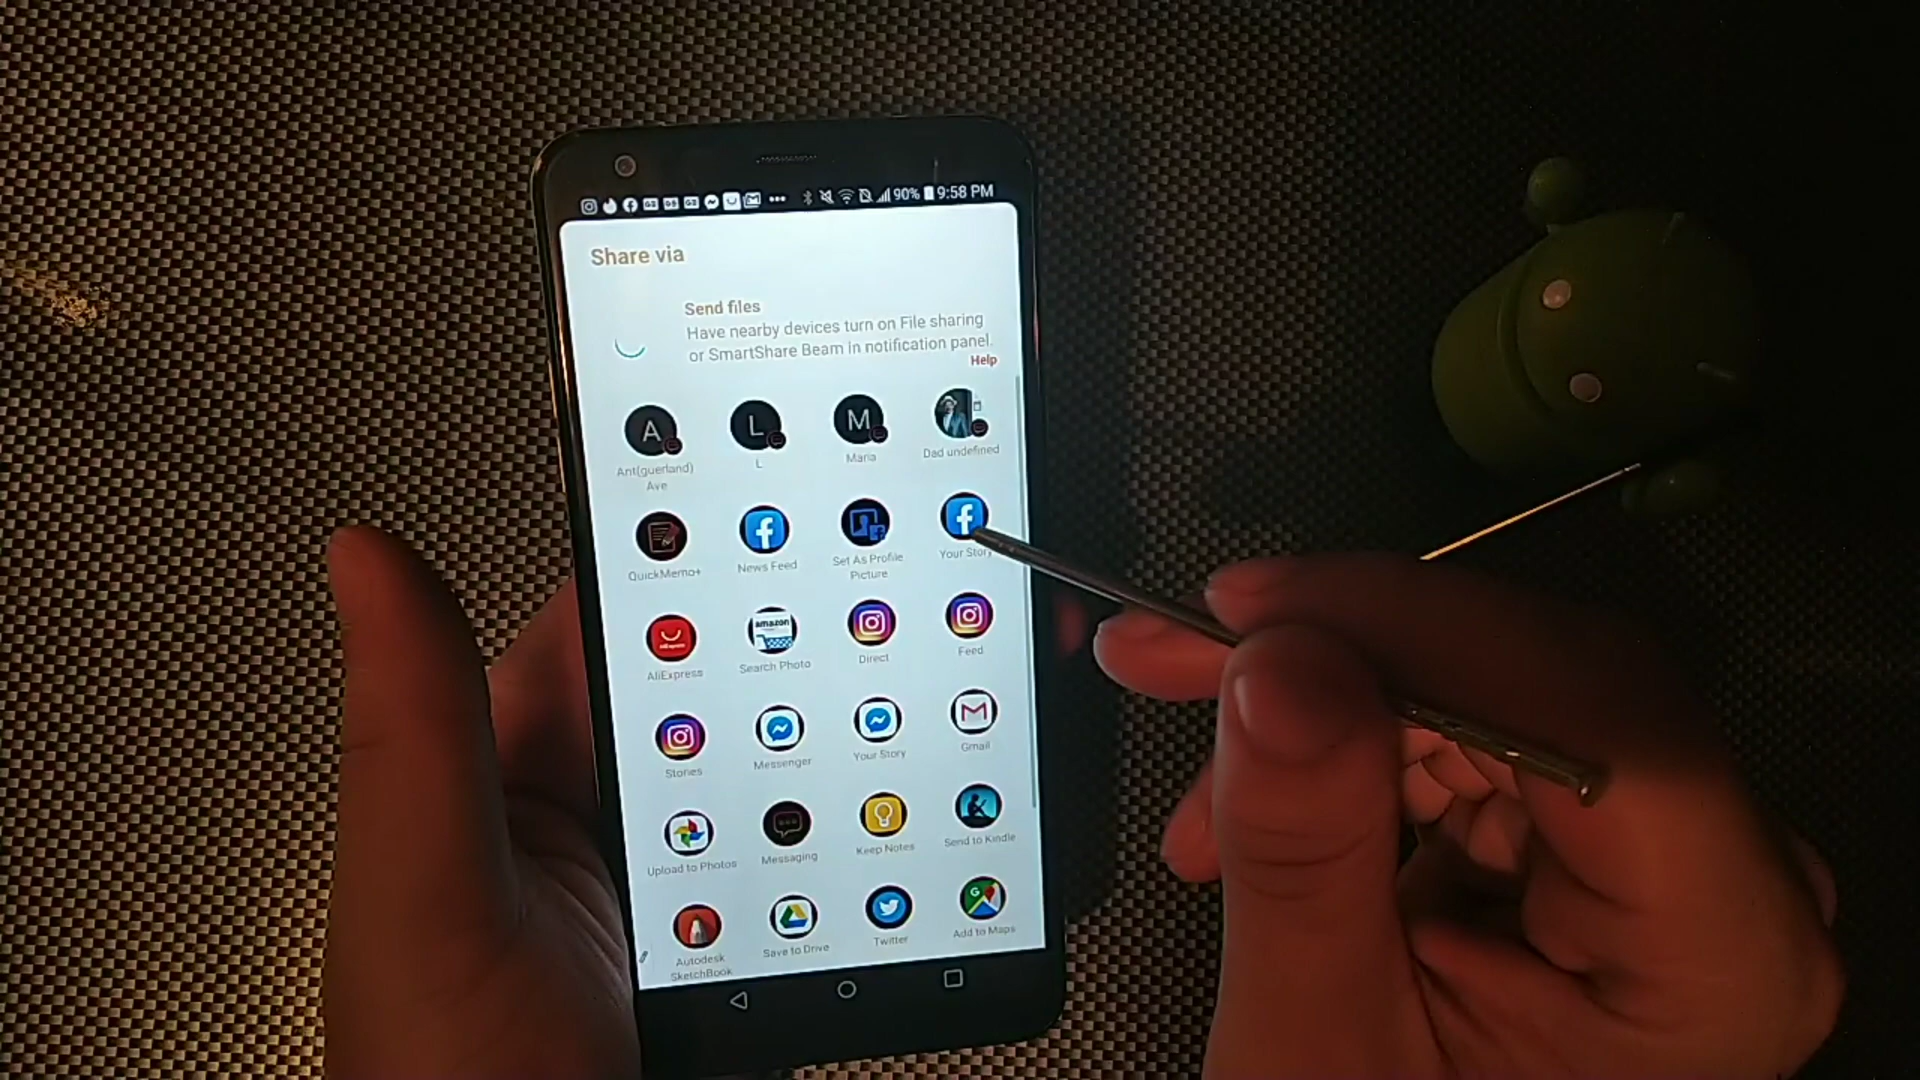 90% 9:58 PM
Share via
Send files
Have nearby devices turn on File sharing
or SmartShare Beam in notification panel.
Help
A
L
M
Ant(guerland)
Ave
L
Maria
Dad undefined
QuickMemo+
News Feed
Set As Profile
Picture
Your Story
AliExpress
amazon
Search Photo
Direct
Feed
Stories
Messenger
Your Story
Gmail
Upload to Photos
Messaging
Keep Notes
Send to Kindle
Autodesk
SketchBook
Save to Drive
Twitter
Add to Maps